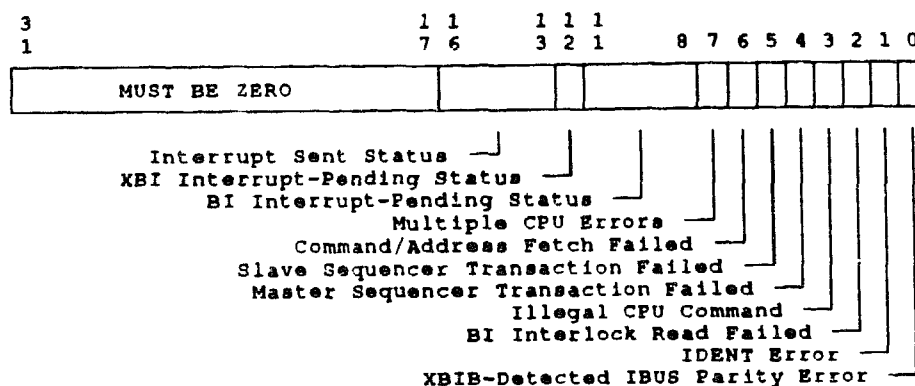 3 1 1 1 1 1
1 7 6 3 2 1 8 7 6 5 4 3 2 1 0
MUST BE ZERO
Interrupt Sent Status
XBI Interrupt-Pending Status
BI Interrupt-Pending Status
Multiple CPU Errors
Command/Address Fetch Failed
Slave Sequencer Transaction Failed
Master Sequencer Transaction Failed
Illegal CPU Command
BI Interlock Read Failed
IDENT Error
XBIB-Detected IBUS Parity Error